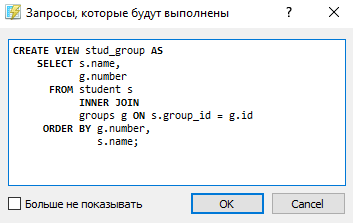 Запросы, которые будут выполнены
CREATE VIEW stud_group AS
SELECT s.name,
g.number
FROM student s
INNER JOIN
groups g ON s.group_id = g.id
ORDER BY g.number,
s.name;
Больше не показывать
OK
Cancel